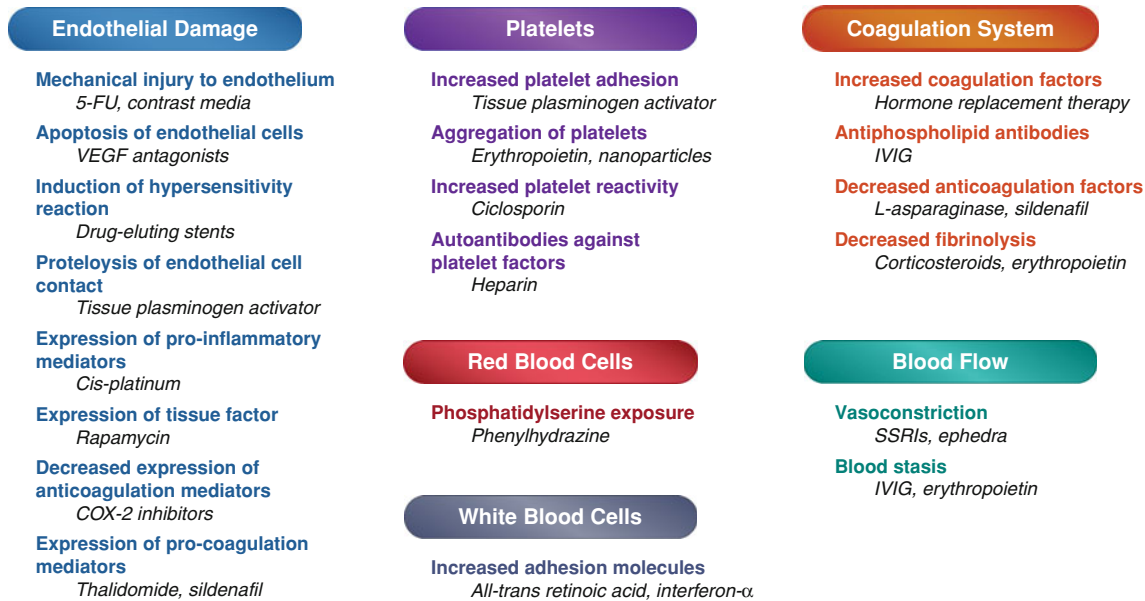 Endothelial Damage
Mechanical injury to endothelium
5-FU, contrast media
Apoptosis of endothelial cells
VEGF antagonists
Induction of hypersensitivity
reaction
Drug-eluting stents
Proteloysis of endothelial cell
contact
Tissue plasminogen activator
Expression of pro-inflammatory
mediators
Cis-platinum
Expression of tissue factor
Rapamycin
Decreased expression of
anticoagulation mediators
COX-2 inhibitors
Expression of pro-coagulation
mediators
Thalidomide, sildenafil
Platelets
Increased platelet adhesion
Tissue plasminogen activator
Aggregation of platelets
Erythropoietin, nanoparticles
Increased platelet reactivity
Ciclosporin
Autoantibodies against
platelet factors
Heparin
Red Blood Cells
Phosphatidylserine exposure
Phenylhydrazine
White Blood Cells
Increased adhesion molecules
All-trans retinoic acid, interferon-α
Coagulation System
Increased coagulation factors
Hormone replacement therapy
Antiphospholipid antibodies
IVIG
Decreased anticoagulation factors
L-asparaginase, sildenafil
Decreased fibrinolysis
Corticosteroids, erythropoietin
Blood Flow
Vasoconstriction
SSRIs, ephedra
Blood stasis
IVIG, erythropoietin